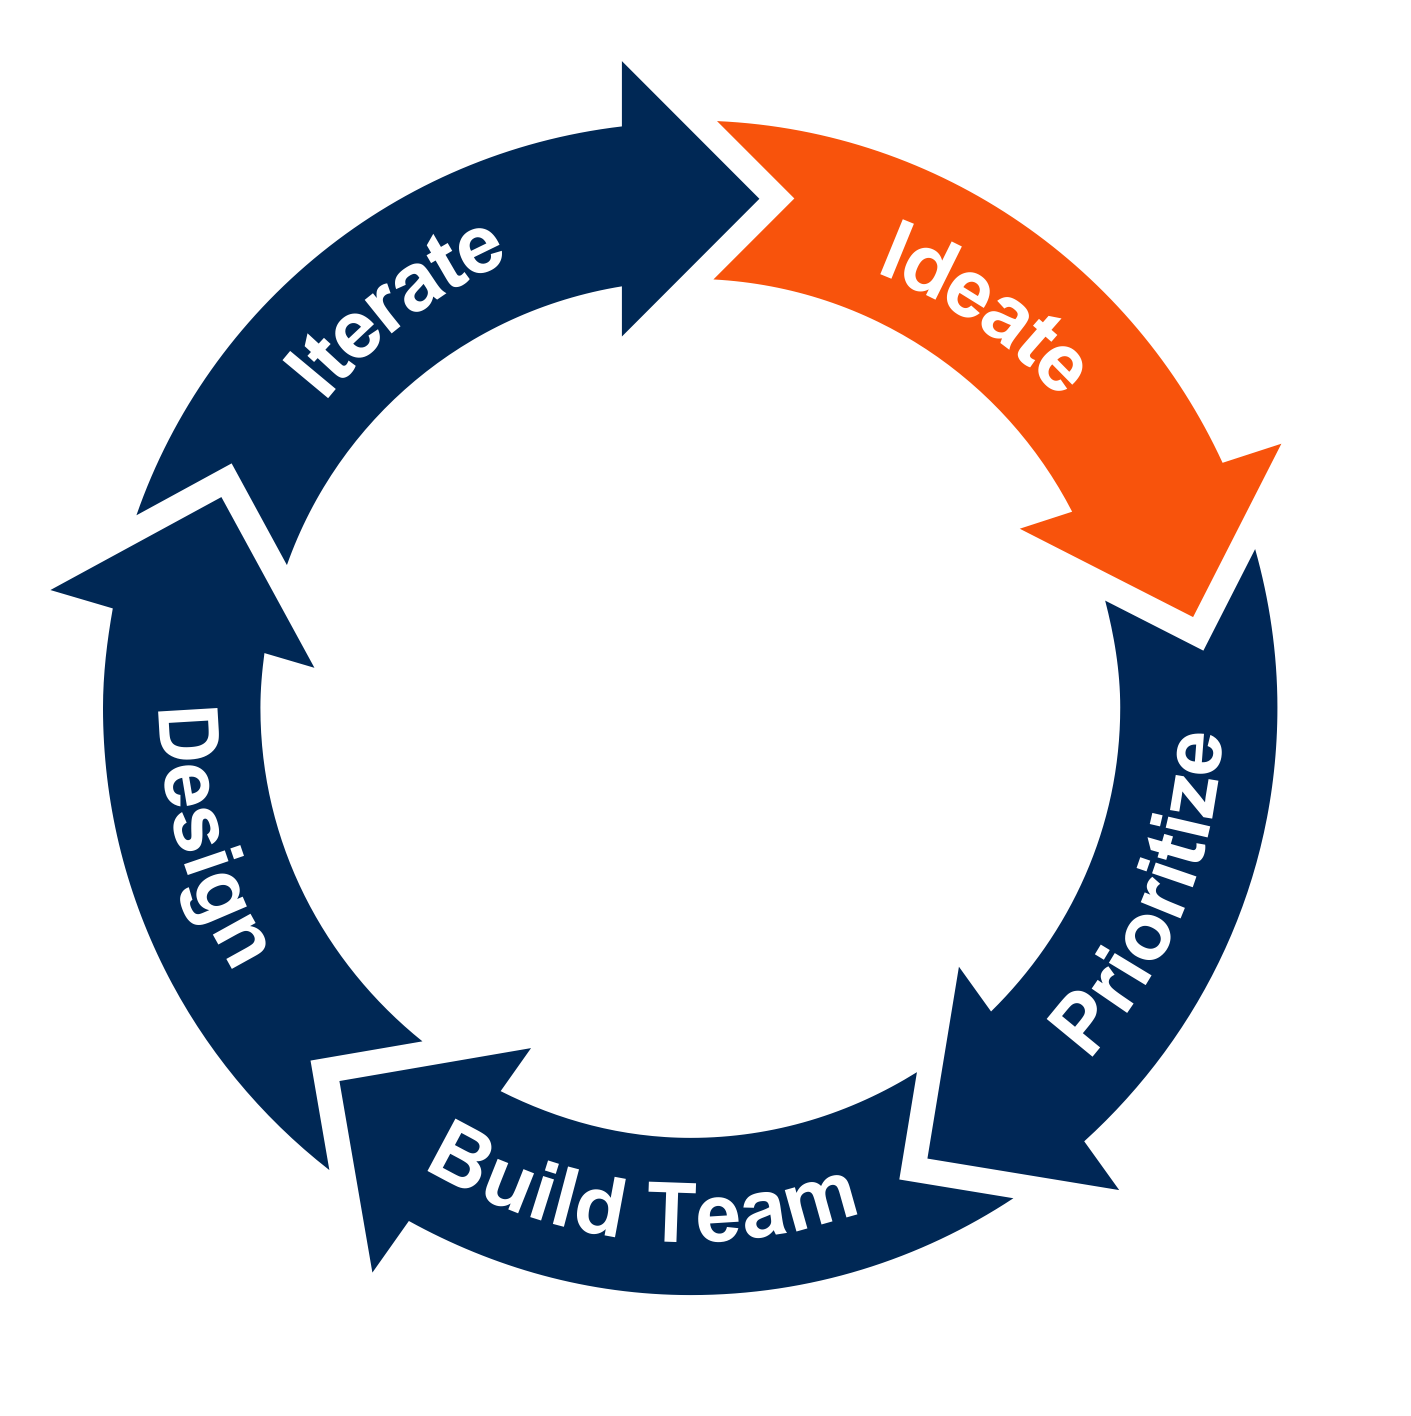 Ideate
Prioritize
Build Team
Design
Iterate